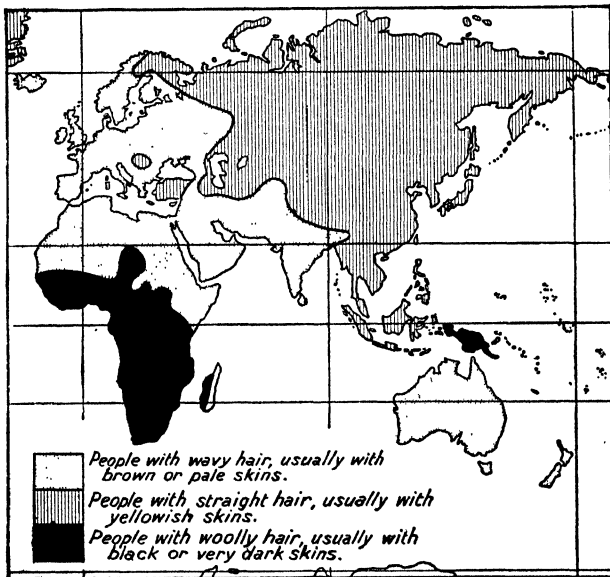 People with wavy hair, usually with
brown or pale skins.
People with straight hair, usually with
yellowish skins.
People with woolly hair, usually with
black or very dark skins.